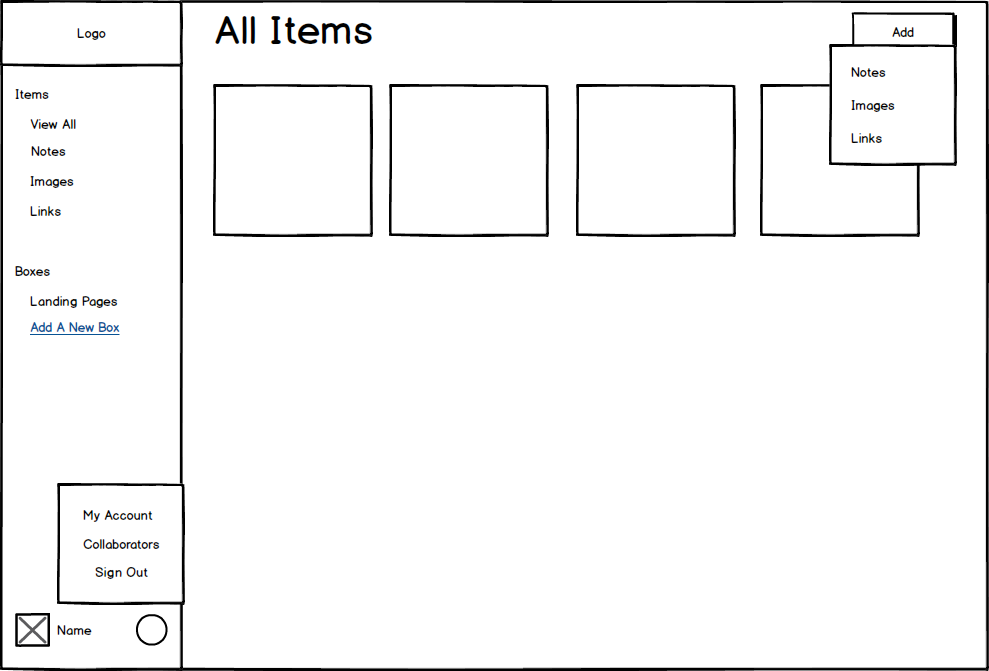 Logo
Items
View All
Notes
Images
Links
Boxes
Landing Pages
Add A New Box
My Account
Collaborators
Sign Out
Name
All Items
Add
Notes
Images
Links